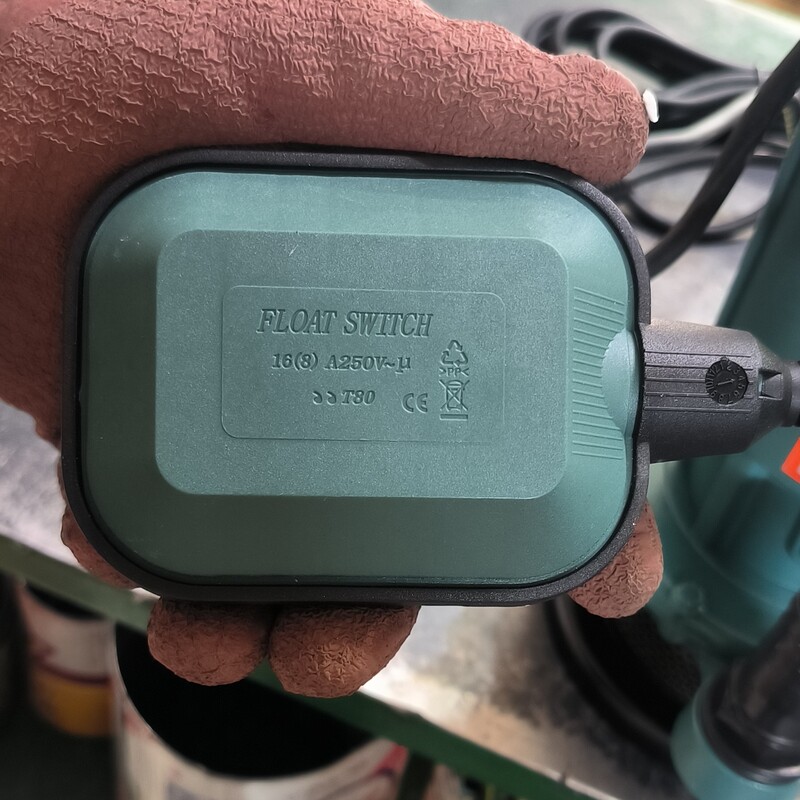 FLOAT SWITCH
16(8) A250V~µ
T80
CE
>PP<